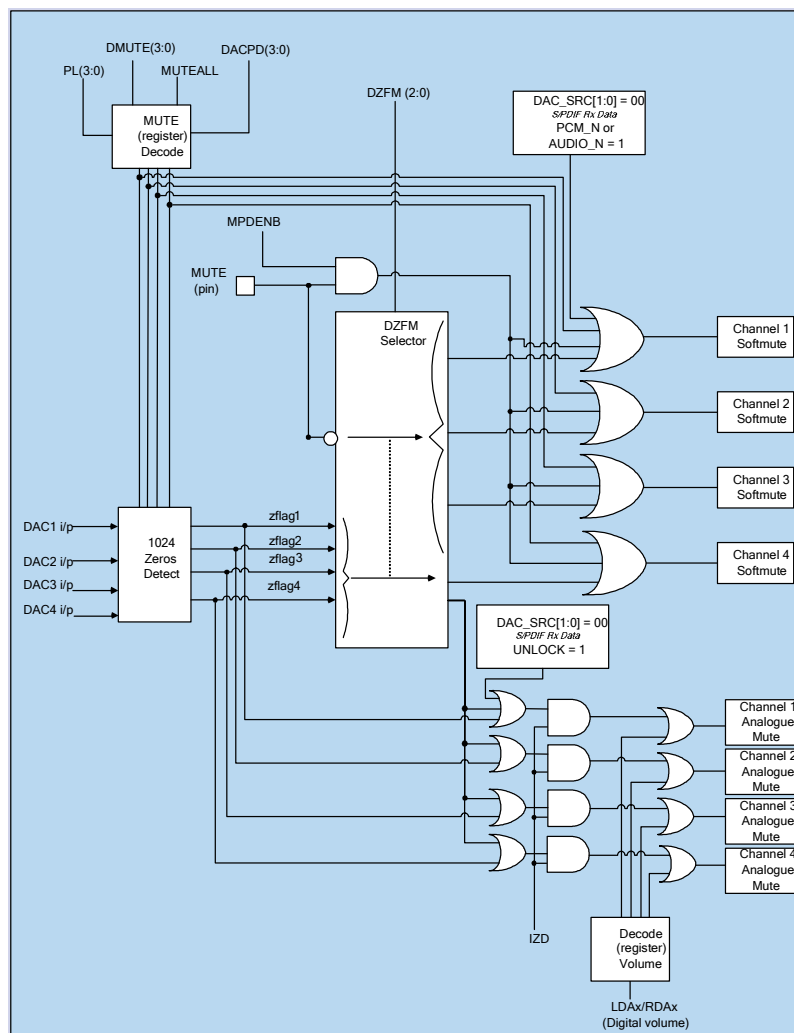 DMUTE(3:0)
DACPD(3:0)
PL(3:0)
MUTEALL
MUTE
(register)
Decode
DZFM (2:0)
DAC_SRC[1:0] = 00
S/PDIF Rx Data
PCM_N or
AUDIO_N = 1
MPDENB
MUTE
(pin)
DZFM
Selector
Channel 1
Softmute
Channel 2
Softmute
Channel 3
Softmute
Channel 4
Softmute
DAC1 i/p
DAC2 i/p
DAC3 i/p
DAC4 i/p
1024
Zeros
Detect
zflag1
zflag2
zflag3
zflag4
DAC_SRC[1:0] = 00
S/PDIF Rx Data
UNLOCK = 1
Channel 1
Analogue
Mute
Channel 2
Analogue
Mute
Channel 3
Analogue
Mute
Channel 4
Analogue
Mute
IZD
Decode
(register)
Volume
LDAx/RDAx
(Digital volume)